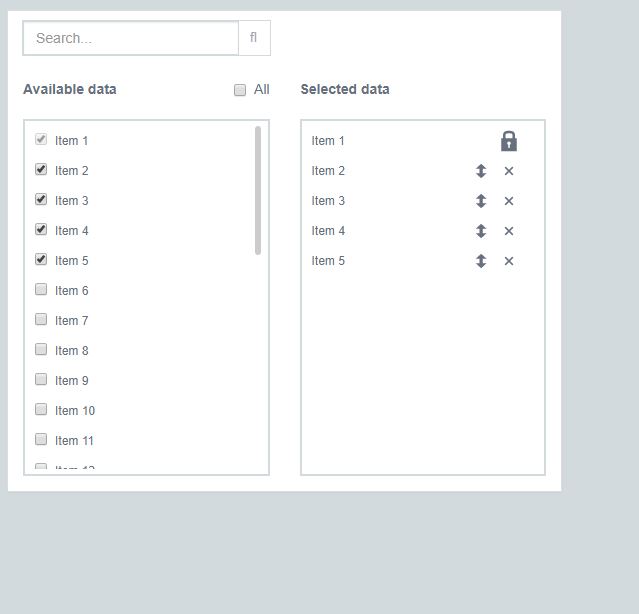 Search... ﬂ
Available data
All
Selected data
Item 1
Item 2
Item 3
Item 4
Item 5
Item 6
Item 7
Item 8
Item 9
Item 10
Item 11
Item 12
Item 1
Item 2
Item 3
Item 4
Item 5